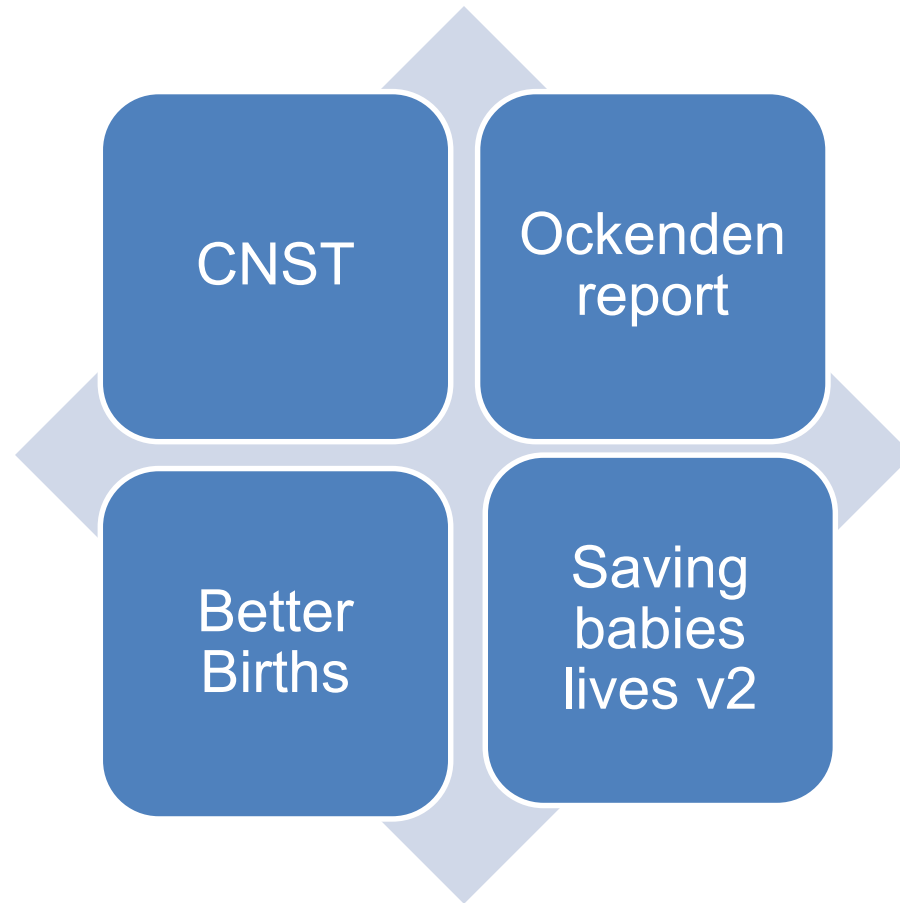 CNST
Ockenden
report
Better
Births
Saving
babies
lives v2